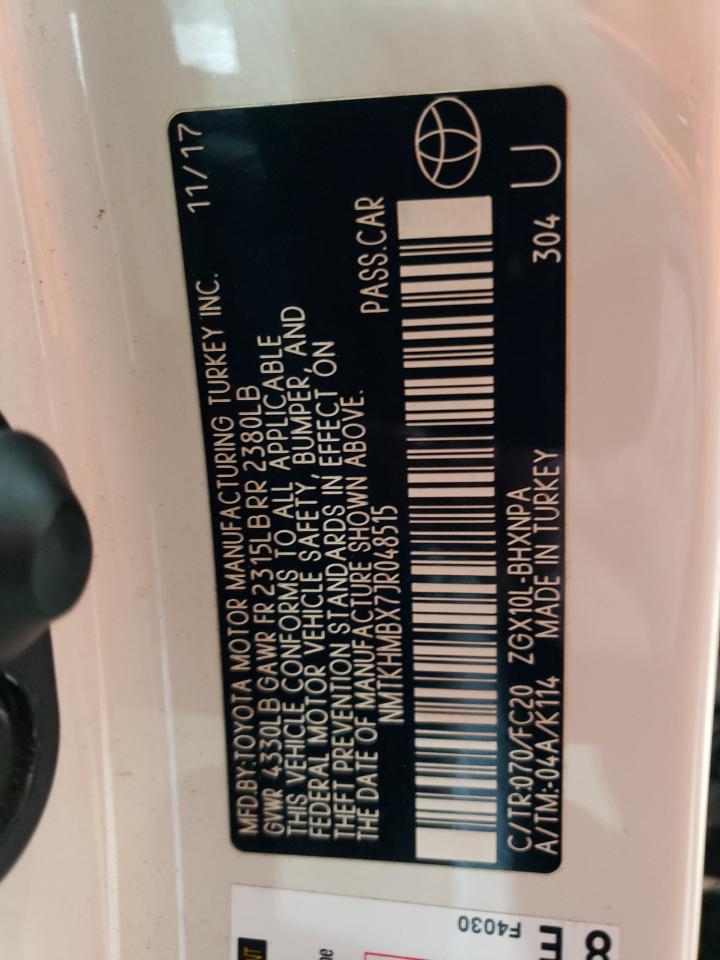 MFD.BY:TOYOTA MOTOR MANUFACTURING TURKEY INC. 11/17
GVWR 4330LB GAWR FR 2315LB RR 2380LB
THIS VEHICLE CONFORMS TO ALL APPLICABLE
FEDERAL MOTOR VEHICLE SAFETY, BUMPER, AND
THEFT PREVENTION STANDARDS IN EFFECT ON
THE DATE OF MANUFACTURE SHOWN ABOVE.
NMTKHMBX7JR048515 PASS.CAR
C/TR:070/FC20 ZGX10L-BHXNPA
A/TM:-04A/K114 MADE IN TURKEY
304 U
F4030